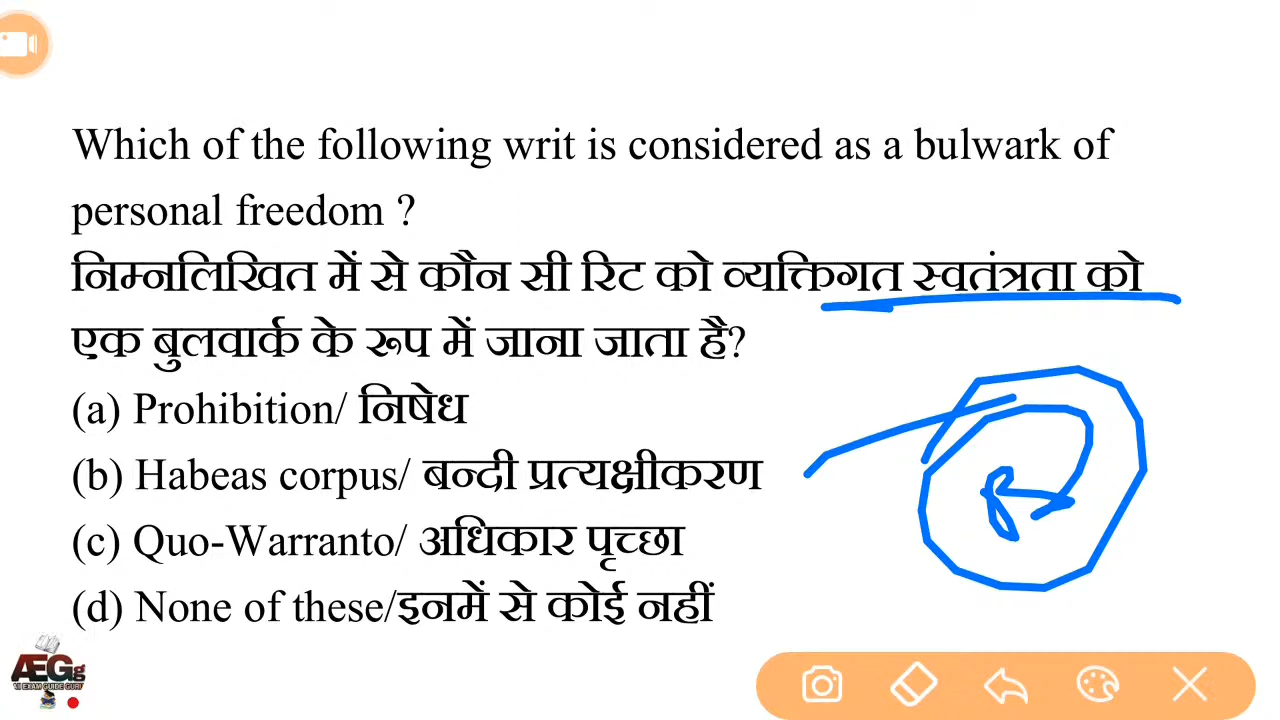 Which of the following writ is considered as a bulwark of
personal freedom ?
निम्नलिखित में से कौन सी रिट को व्यक्तिगत स्वतंत्रता को
एक बुलवार्क के रूप में जाना जाता है?
(a) Prohibition/ निषेध
(b) Habeas corpus/ बन्दी प्रत्यक्षीकरण
(c) Quo-Warranto/ अधिकार पृच्छा
(d) None of these/इनमें से कोई नहीं
ÆGg